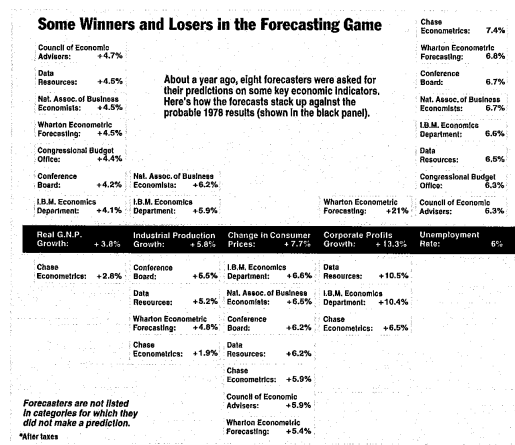 Some Winners and Losers in the Forecasting Game
Council of Economic
Advisers: +4.7%
Data
Resources: +4.5%
Nat. Assoc. of Business
Economists: +4.5%
Wharton Econometric
Forecasting: +4.5%
Congressional Budget
Office: +4.4%
Conference
Board: +4.2%
I.B.M. Economics
Department: +4.1%
Real G.N.P.
Growth: +3.8%
Chase
Econometrics: +2.8%
About a year ago, eight forecasters were asked for
their predictions on some key economic indicators.
Here's how the forecasts stack up against the
probable 1978 results (shown in the black panel).
Nat. Assoc. of Business
Economists: +6.2%
I.B.M. Economics
Department: +5.9%
Industrial Production
Growth: +5.8%
Conference
Board: +5.5%
Data
Resources: +5.2%
Wharton Econometric
Forecasting: +4.8%
Chase
Econometrics: +1.9%
Change in Consumer
Prices: +7.7%
I.B.M. Economics
Department: +6.6%
Nat. Assoc. of Business
Economists: +6.5%
Conference
Board: +6.2%
Data
Resources: +6.2%
Chase
Econometrics: +5.9%
Council of Economic
Advisers: +5.9%
Wharton Econometric
Forecasting: +5.4%
Wharton Econometric
Forecasting: +21%
Corporate Profits
Growth: +13.3%
Data
Resources: +10.5%
I.B.M. Economics
Department: +10.4%
Chase
Econometrics: +6.5%
Chase
Econometrics: 7.4%
Wharton Econometric
Forecasting: 6.8%
Conference
Board: 6.7%
Nat. Assoc. of Business
Economists: 6.7%
I.B.M. Economics
Department: 6.6%
Data
Resources: 6.5%
Congressional Budget
Office: 6.3%
Council of Economic
Advisers: 6.3%
Unemployment
Rate: 6%
Forecasters are not listed
in categories for which they
did not make a prediction.
*After taxes